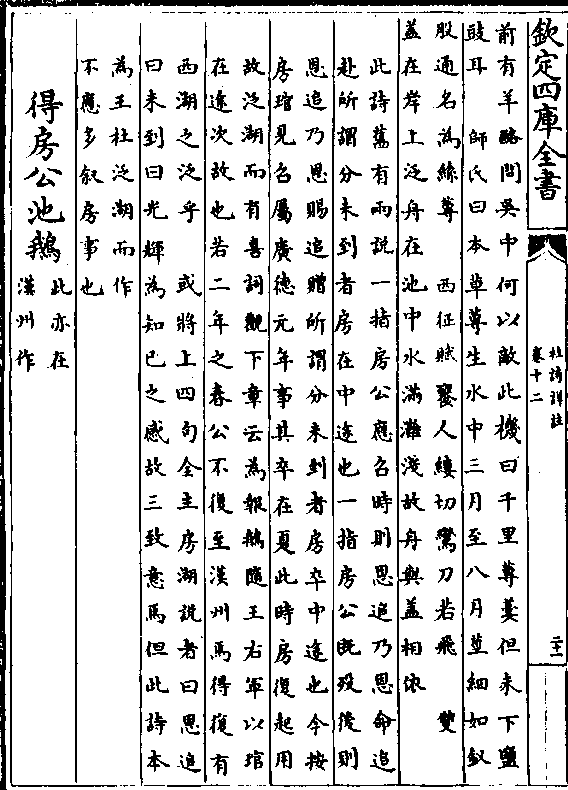 欽定四庫全書
杜詩詳註
卷十二
二十一
前有羊酪問吳中何以敵此機曰千里蓴羮但未下鹽
豉耳　師氏曰本草蓴生水中三月至八月莖細如釵
股通名為絲蓴　西征賦饔人縷切鸞刀若飛　雙
蓋在岸上泛舟在池中水滿灘淺故舟與蓋相依
此詩舊有兩說一指房公應召時則恩追乃恩命追
赴所謂分未到者房在中途也一指房公既歿後則
恩追乃恩賜追贈所謂分未到者房卒中途也今按
房琯見召屬廣德元年事其卒在夏此時房復起用
故泛湖而有喜詞觀下章云為報鵝隨王右軍以琯
在途次故也若二年之春公不復至漢州焉得復有
西湖之泛乎　或將上四句全主房湖說者曰恩追
曰未到曰光輝為知已之感故三致意焉但此詩本
為王杜泛湖而作
不應多叙房事也
得房公池鵝
此亦在
漢州作